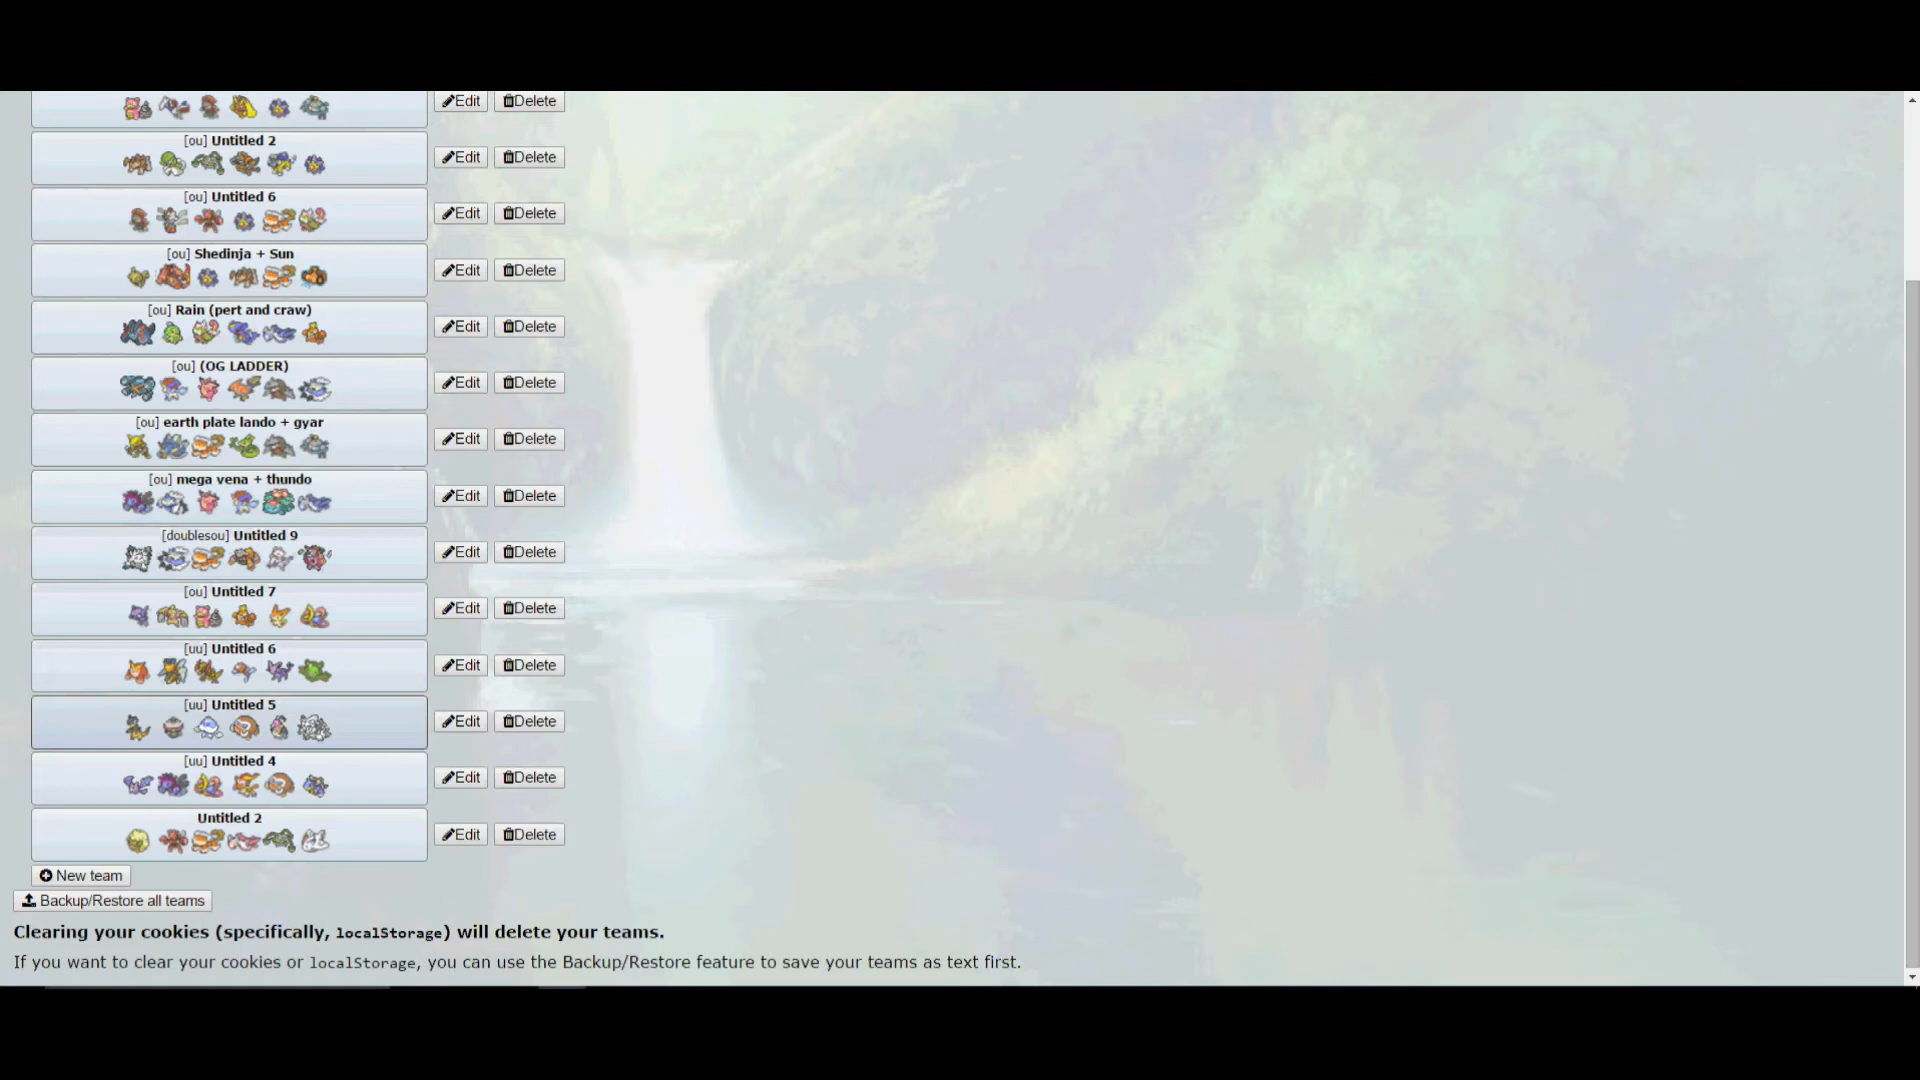 Edit Delete
[ou] Untitled 2
Edit Delete
[ou] Untitled 6
Edit Delete
[ou] Shedinja + Sun
Edit Delete
[ou] Rain (pert and craw)
Edit Delete
[ou] (OG LADDER)
Edit Delete
[ou] earth plate lando + gyar
Edit Delete
[ou] mega vena + thundo
Edit Delete
[doublesou] Untitled 9
Edit Delete
[ou] Untitled 7
Edit Delete
[uu] Untitled 6
Edit Delete
[uu] Untitled 5
Edit Delete
[uu] Untitled 4
Edit Delete
Untitled 2
Edit Delete
New team
Backup/Restore all teams
Clearing your cookies (specifically, localStorage) will delete your teams.
If you want to clear your cookies or localStorage, you can use the Backup/Restore feature to save your teams as text first.